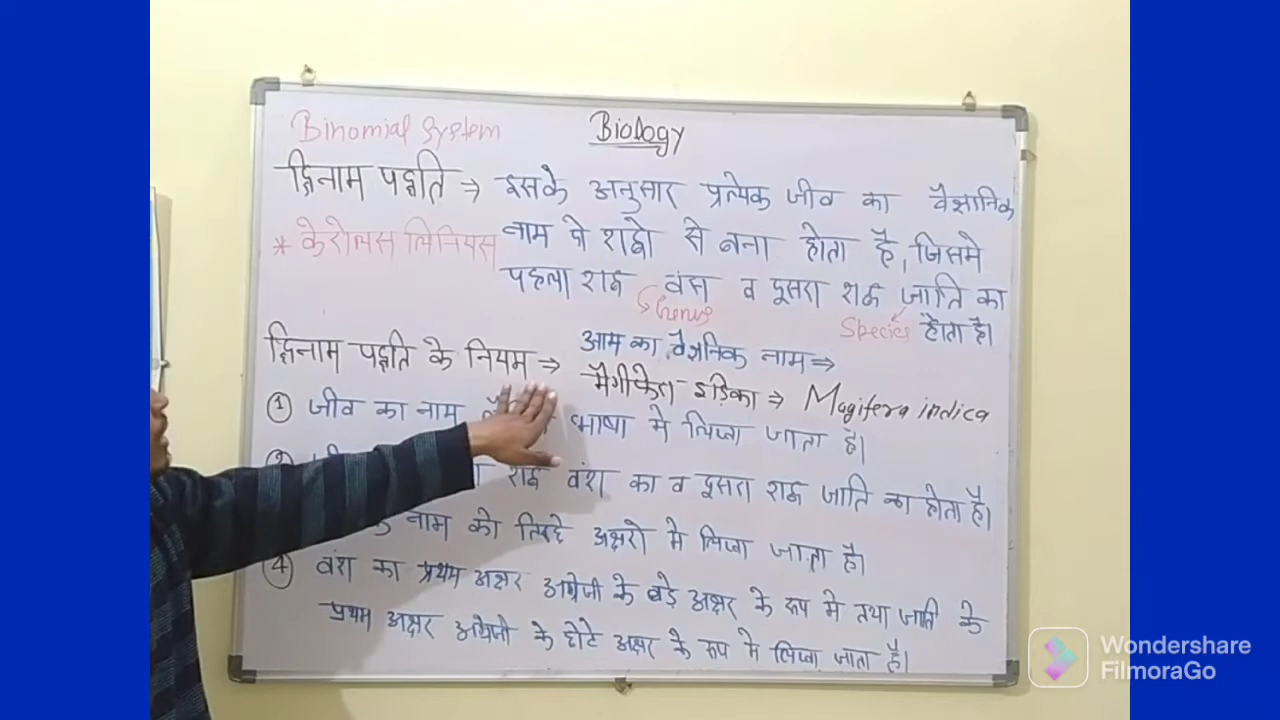 Binomial System
Biology
द्विनाम पद्धति → इसके अनुसार प्रत्येक जीव का वैज्ञानिक
* केरोलस लिनियस
नाम दो शब्दो से बना होता है, जिसमे
पहला शब्द वंश व दूसरा शब्द जाति का
Genus
Species होता है।
द्विनाम पद्धति के नियम ⇒
आम का वैज्ञनिक नाम ⇒
मैगीफेरा इंडिका ⇒ Magifera indica
① जीव का नाम भाषा मे लिखा जाता है।
शब्द वंश का व दूसरा शब्द जाति का होता है।
नाम को तिरछे अक्षरो मे लिखा जाता है।
④ वंश का प्रथम अक्षर अंग्रेजी के बड़े अक्षर के रूप मे तथा जाति के
प्रथम अक्षर अंग्रेजी के छोटे अक्षर के रूप मे लिखा जाता है।
Wondershare
FilmoraGo